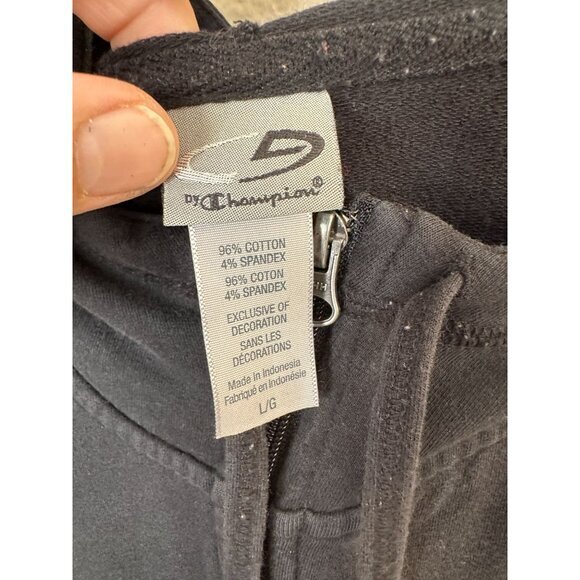 C9
BY Champion®
96% COTTON
4% SPANDEX
96% COTON
4% SPANDEX
EXCLUSIVE OF
DECORATION
SANS LES
DÉCORATIONS
Made in Indonesia
Fabriqué en Indonésie
L/G